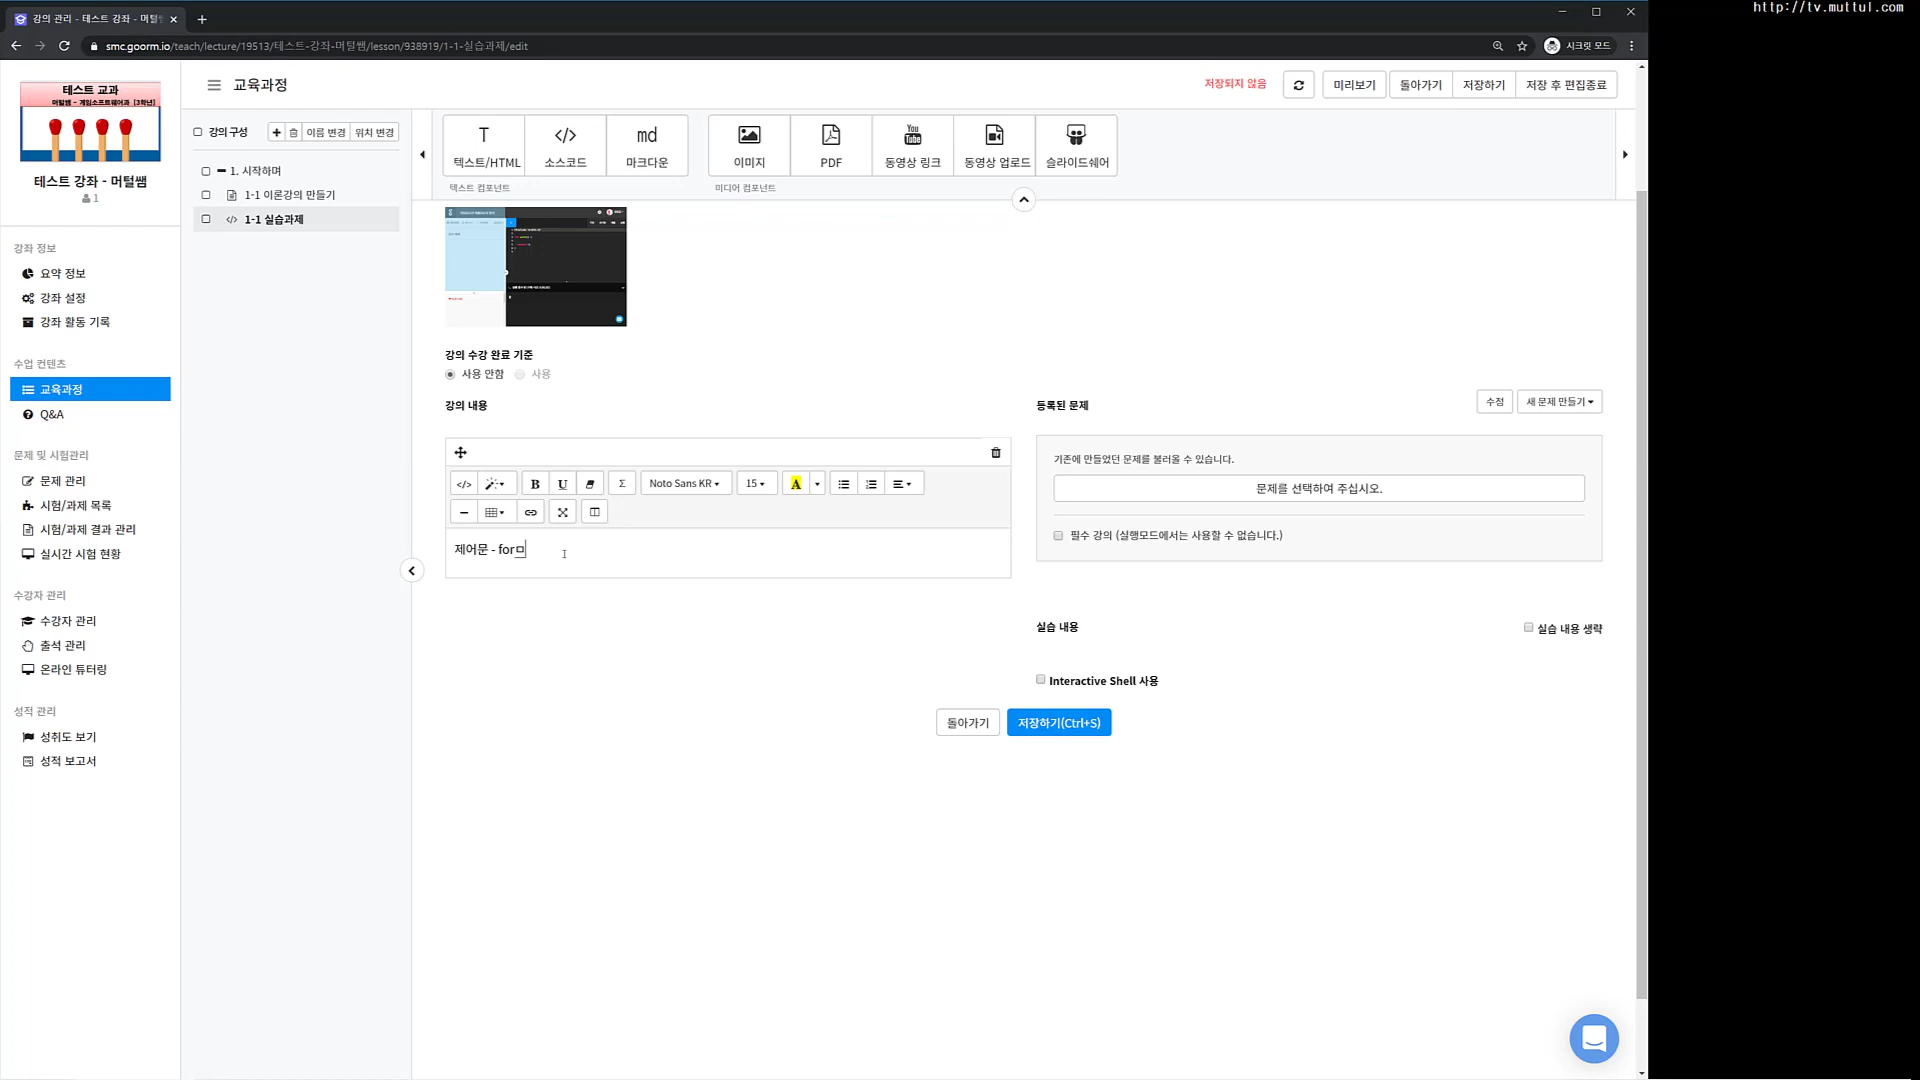 http://tv.muttul.com
강의 관리 - 테스트 강좌 - 머털
smc.goorm.io/teach/lecture/19513/테스트-강좌-머털쌤/lesson/938919/1-1-실습과제/edit
시크릿 모드
테스트 교과
머털쌤 - 게임소프트웨어과 [3학년]
테스트 강좌 - 머털쌤
1
강좌 정보
요약 정보
강좌 설정
강좌 활동 기록
수업 컨텐츠
교육과정
Q&A
문제 및 시험관리
문제 관리
시험/과제 목록
시험/과제 결과 관리
실시간 시험 현황
수강자 관리
수강자 관리
출석 관리
온라인 튜터링
성적 관리
성취도 보기
성적 보고서
교육과정
저장되지 않음
미리보기
돌아가기
저장하기
저장 후 편집종료
강의 구성
이름 변경
위치 변경
1. 시작하며
1-1 이론강의 만들기
1-1 실습과제
T
텍스트/HTML
</>
소스코드
md
마크다운
이미지
PDF
You Tube
동영상 링크
동영상 업로드
슬라이드쉐어
텍스트 컴포넌트
미디어 컴포넌트
강의 수강 완료 기준
사용 안함
사용
강의 내용
</>
B
U
Σ
Noto Sans KR
15
A
제어문 - forㅁ
등록된 문제
수정
새 문제 만들기
기존에 만들었던 문제를 불러올 수 있습니다.
문제를 선택하여 주십시오.
필수 강의 (실행모드에서는 사용할 수 없습니다.)
실습 내용
실습 내용 생략
Interactive Shell 사용
돌아가기
저장하기(Ctrl+S)